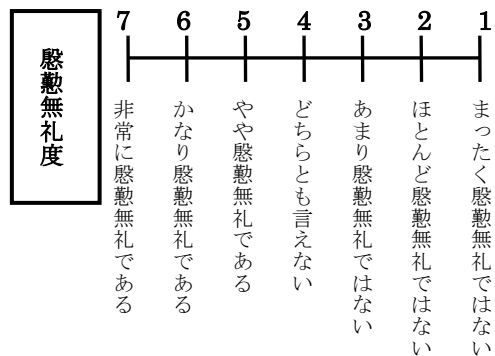 1
まったく慇懃無礼ではない
2
ほとんど慇懃無礼ではない
3
あまり慇懃無礼ではない
4
どちらとも言えない
5
やや慇懃無礼である
6
かなり慇懃無礼である
7
非常に慇懃無礼である
慇懃無礼度